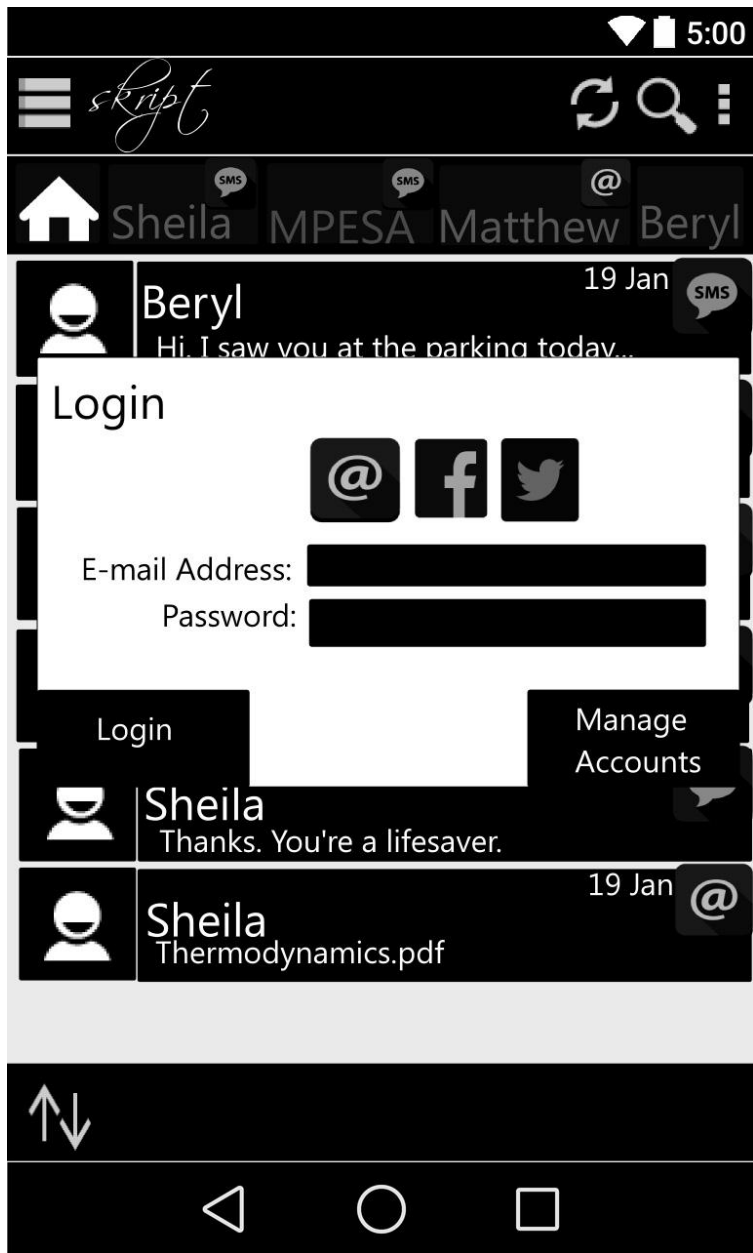 5:00
skript
SMS SMS @
Sheila MPESA Matthew Beryl
19 Jan
SMS
Beryl
Hi, I saw you at the parking today...
Login
@ f
E-mail Address:
Password:
Login
Manage
Accounts
Sheila
Thanks. You're a lifesaver.
19 Jan
@
Sheila
Thermodynamics.pdf